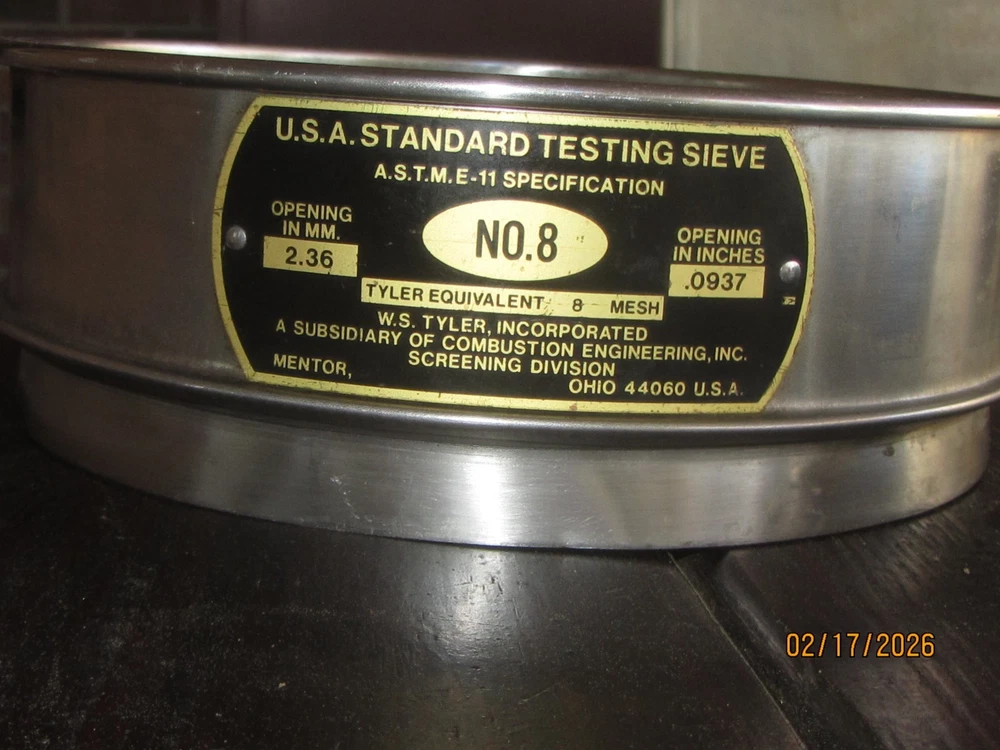 U.S.A. STANDARD TESTING SIEVE
A.S.T.M. E-11 SPECIFICATION
OPENING
IN MM.
2.36
NO.8
OPENING
IN INCHES
.0937
TYLER EQUIVALENT 8 MESH
W.S. TYLER, INCORPORATED
A SUBSIDIARY OF COMBUSTION ENGINEERING, INC.
SCREENING DIVISION
MENTOR,
OHIO 44060 U.S.A.
02/17/2026